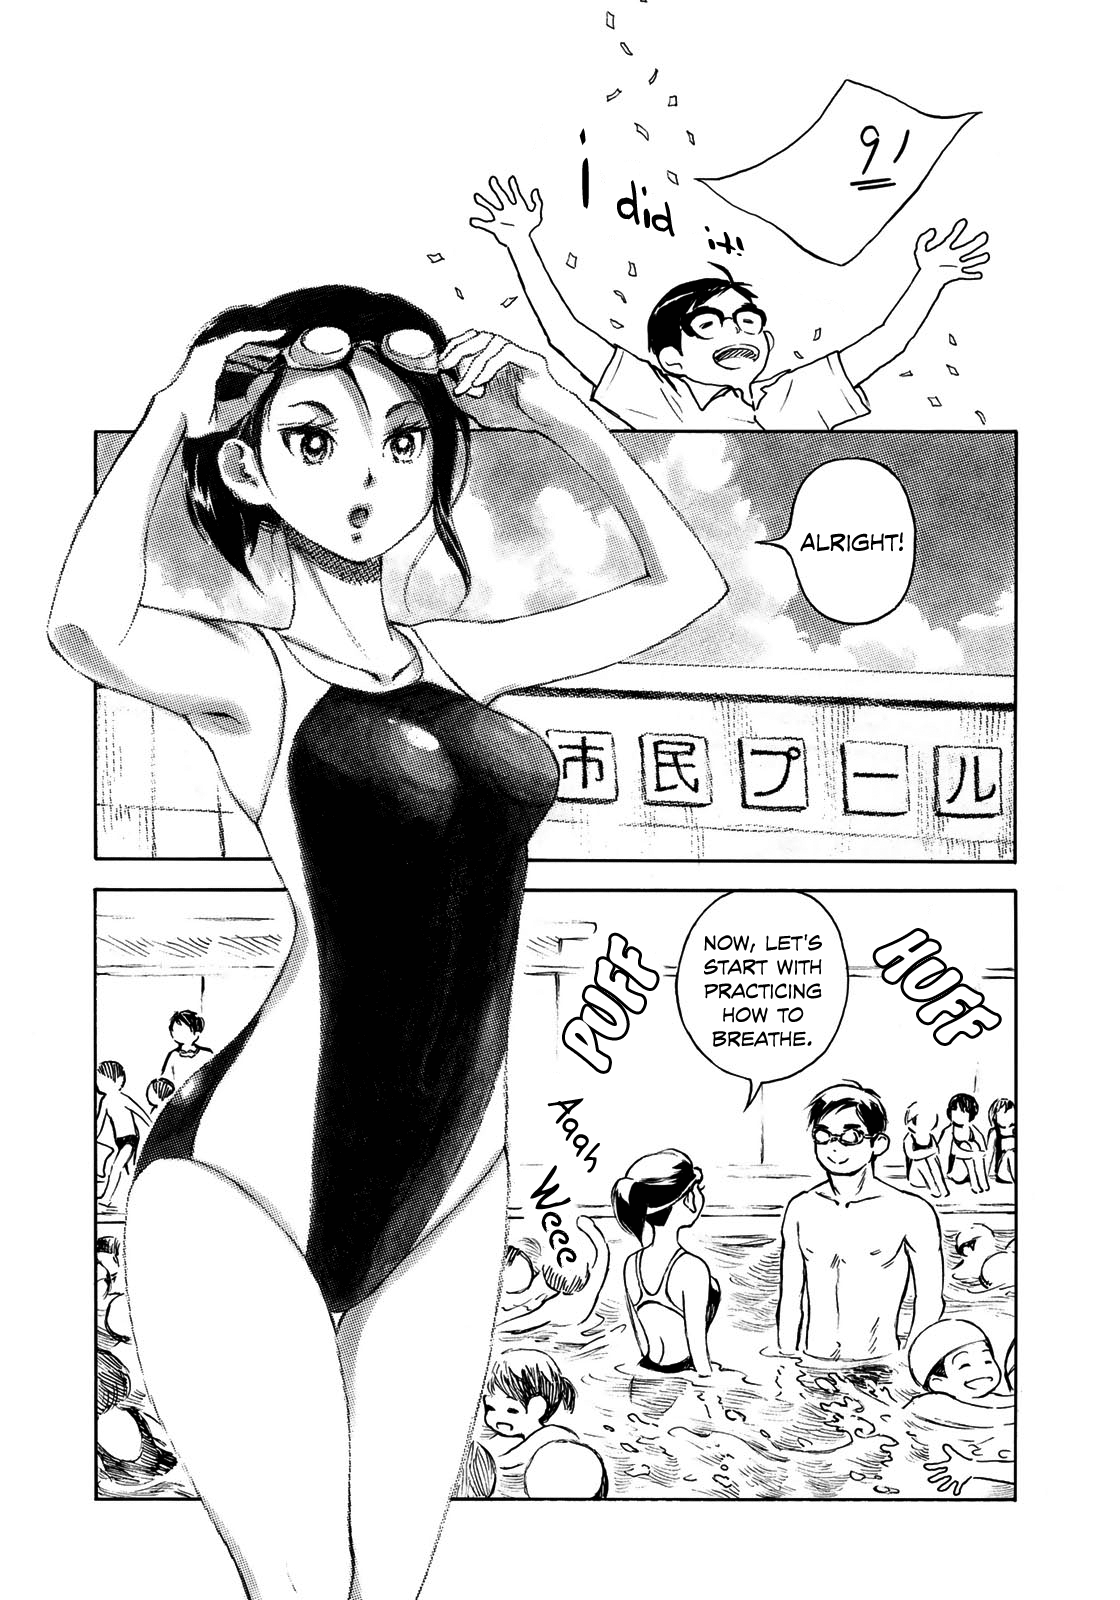 91
i did it!
ALRIGHT!
市民プール
NOW, LET'S
START WITH
PRACTICING
HOW TO
BREATHE.
HUFF
PUFF
Aaah
Weee